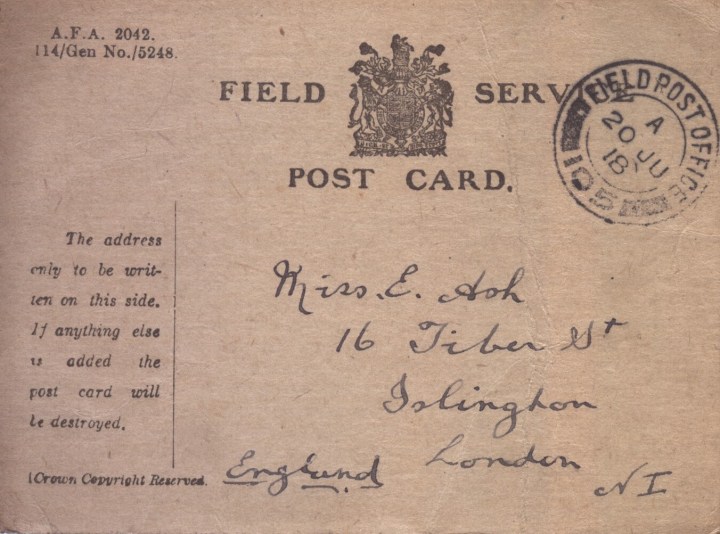 A.F.A. 2042.
114/Gen No./5248.
FIELD SERVICE
POST CARD.
FIELD POST OFFICE
A
20 JU
18
105
The address
only to be writ-
ten on this side.
If anything else
is added the
post card will
be destroyed.
Miss. E. Ash
16 Tiber St
Islington
London
England
N I
(Crown Copyright Reserved.